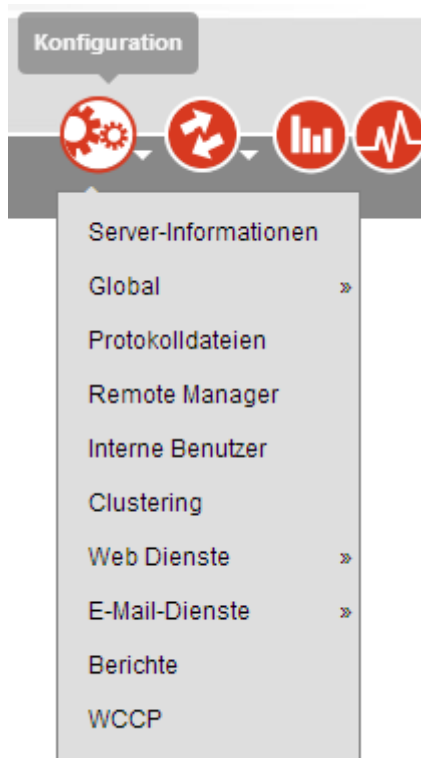 Konfiguration
Server-Informationen
Global »
Protokolldateien
Remote Manager
Interne Benutzer
Clustering
Web Dienste »
E-Mail-Dienste »
Berichte
WCCP